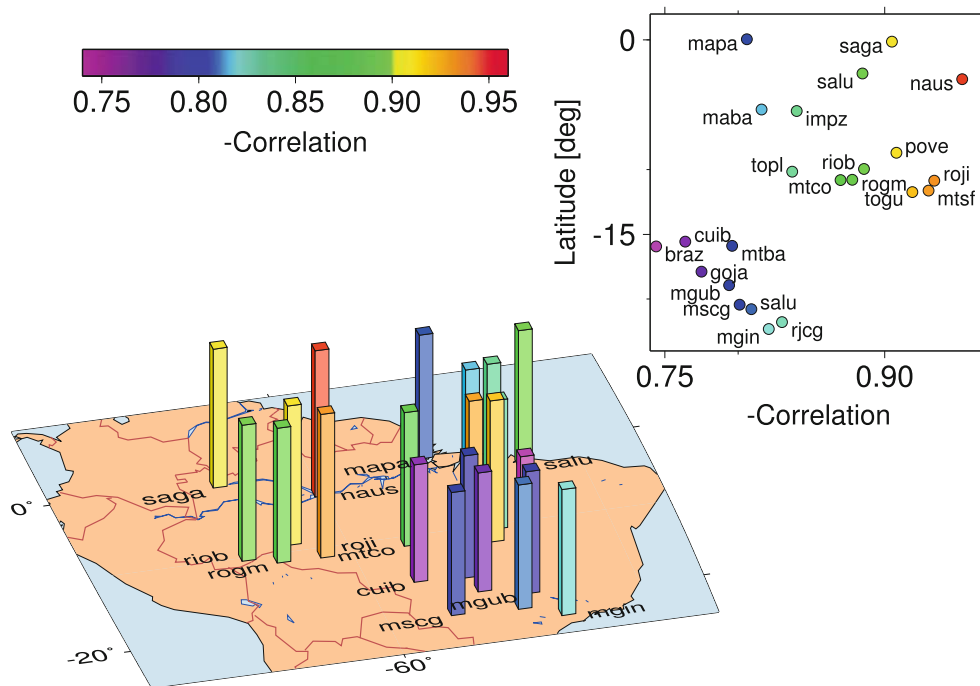 0.75 0.80 0.85 0.90 0.95
-Correlation
0
-15
Latitude [deg]
mapa
saga
salu
naus
maba
impz
pove
topl
riob
mtco
rogm
roji
togu
mtsf
cuib
braz
mtba
goja
mgub
mscg
salu
mgin
rjcg
0.75 0.90
-Correlation
mapa
salu
saga
naus
0°
riob
roji
mtco
rogm
cuib
mgub
mgin
mscg
-20°
-60°